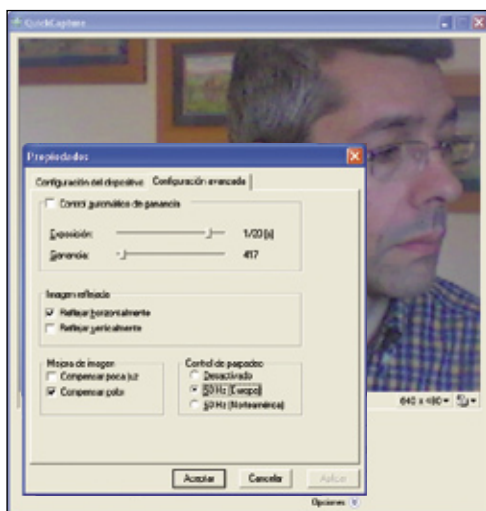 QuickCapture
Propiedades
Configuración del dispositivo Configuración avanzada
Control automático de ganancia
Exposición: 1/20 (s)
Ganancia: 417
Imagen reflejada
Reflejar horizontalmente
Reflejar verticalmente
Mejora de imagen Control de parpadeo
Compensar poca luz Desactivado
Compensar color 50 Hz (Europa)
60 Hz (Norteamérica)
640 x 480
Aceptar Cancelar Aplicar
Opciones